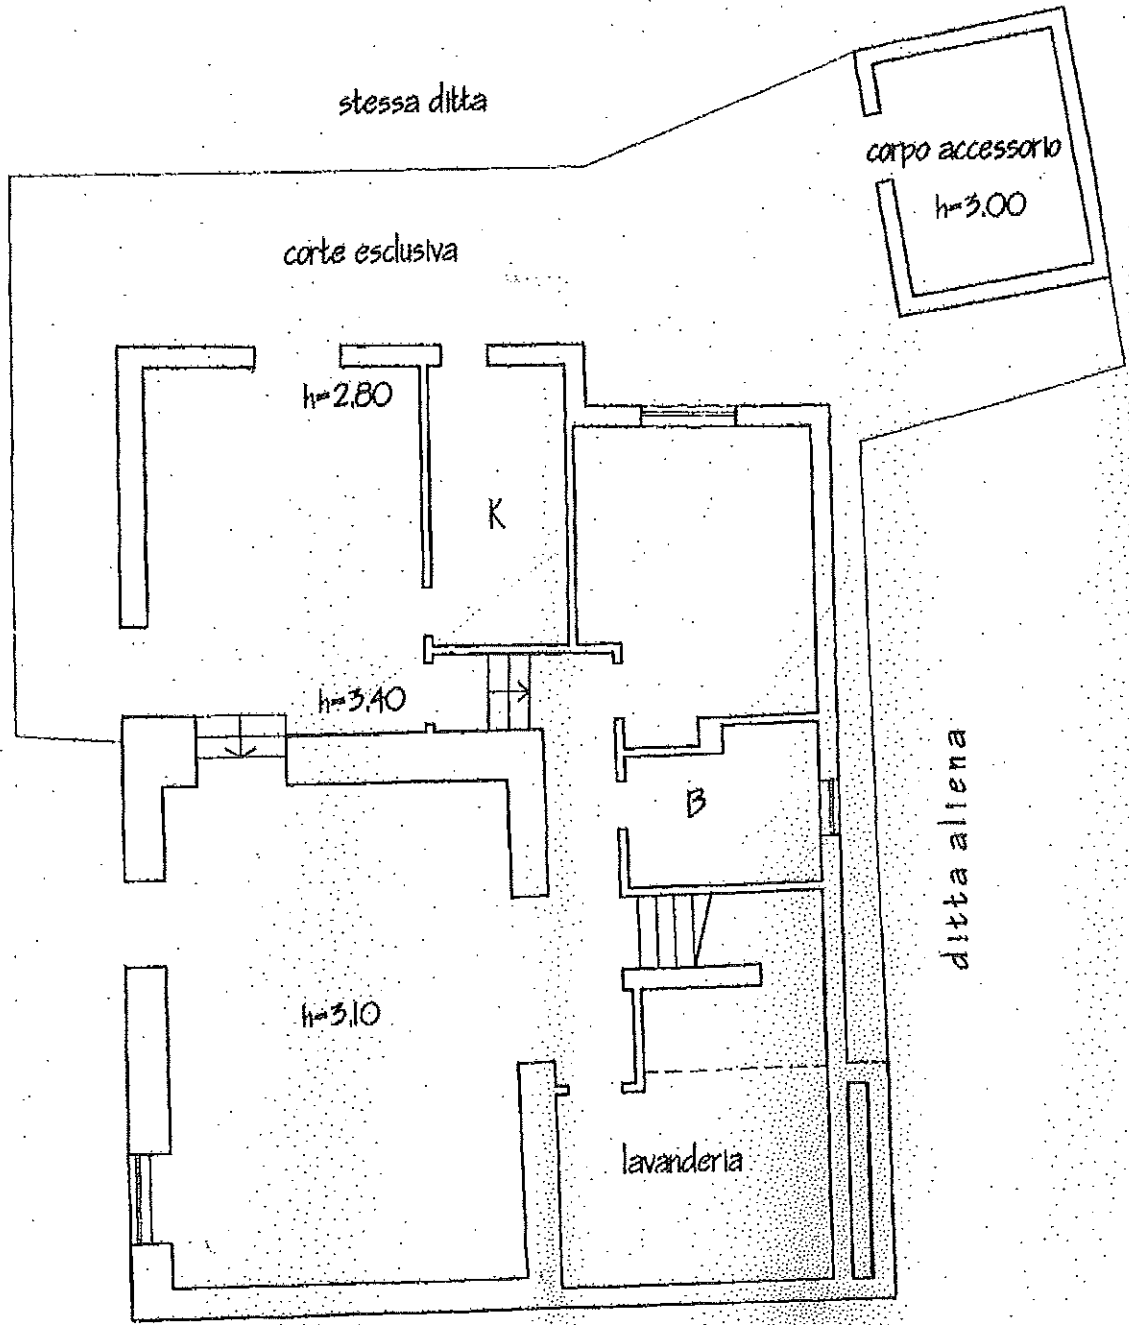 stessa ditta
corpo accessorio
h=3.00
corte esclusiva
h=2.80
K
h=3.40
B
ditta aliena
h=3.10
lavanderia